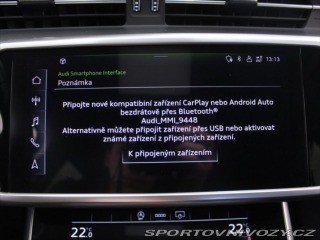 13:13
Audi Smartphone Interface
Poznámka
Připojte nové kompatibilní zařízení CarPlay nebo Android Auto
bezdrátově přes Bluetooth®
Audi_MMI_9448
Alternativně můžete připojit zařízení přes USB nebo aktivovat
známé zařízení z připojených zařízení.
K připojeným zařízením
22.0
22.0
SPORTOVNIVOZY.CZ